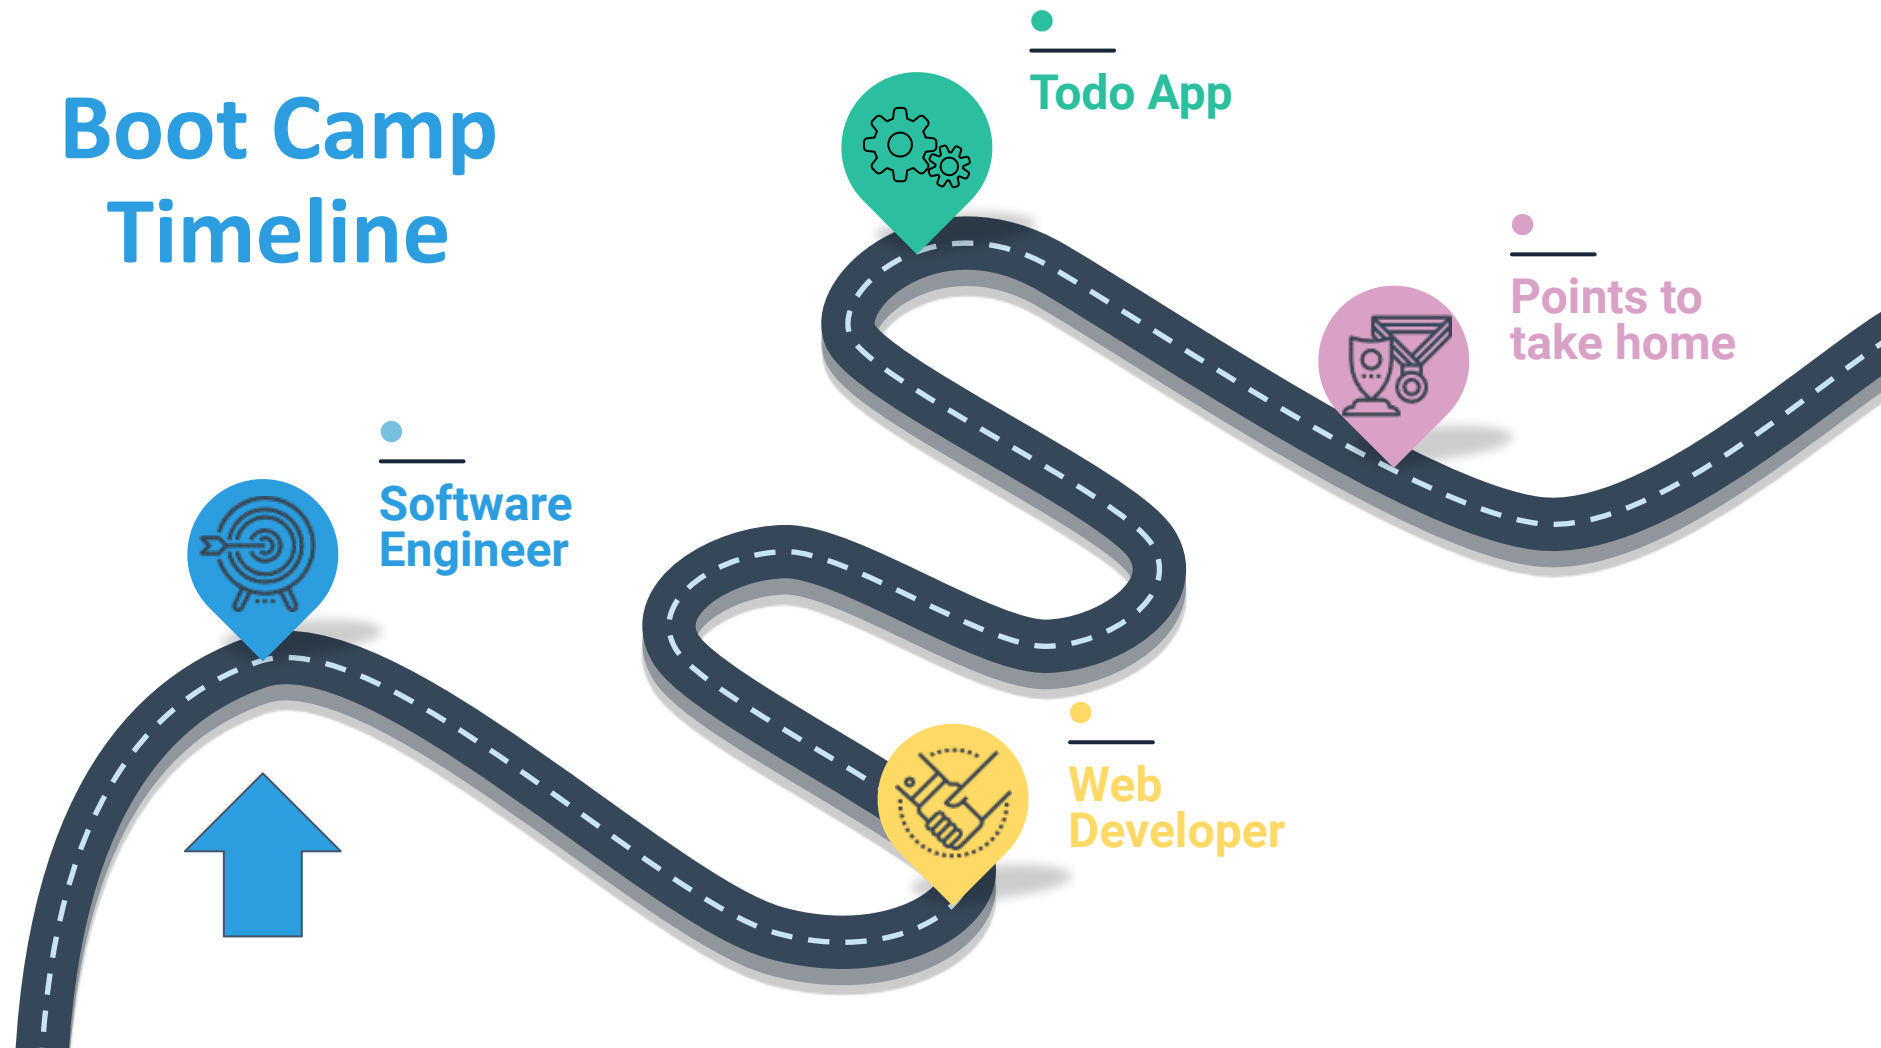 Boot Camp
Timeline
Todo App
Points to
take home
Software
Engineer
Web
Developer